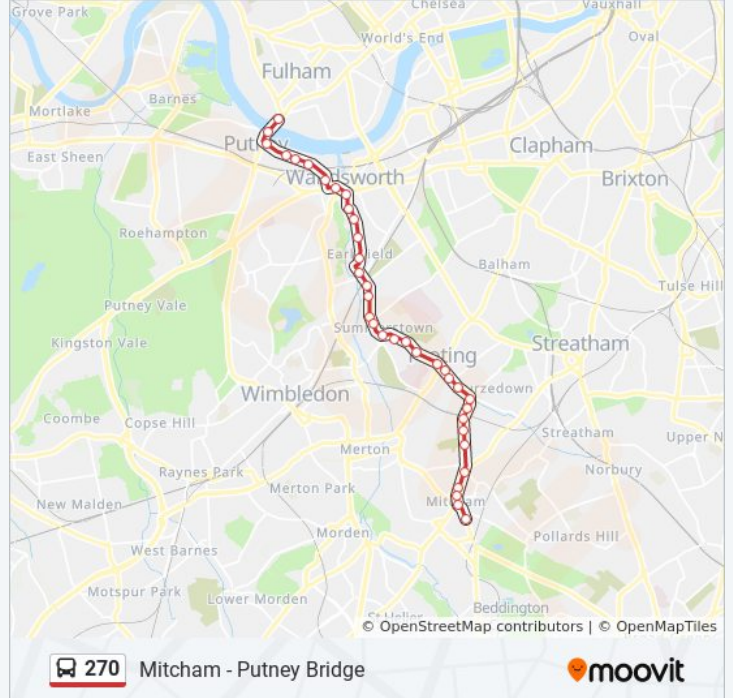 Grove Park
Chelsea
Vauxhall
World's End
Oval
Fulham
Barnes
Mortlake
Putney
Clapham
East Sheen
Wandsworth
Brixton
Roehampton
Earlsfield
Balham
Tulse Hill
Putney Vale
Summerstown
Kingston Vale
Tooting
Streatham
Wimbledon
Furzedown
Coombe
Copse Hill
Streatham
Upper N
Merton
Raynes Park
Norbury
Merton Park
New Malden
Mitcham
Morden
Pollards Hill
West Barnes
Motspur Park
Lower Morden
Beddington
St Helier
© OpenStreetMap contributors | © OpenMapTiles
270 Mitcham - Putney Bridge
moovit